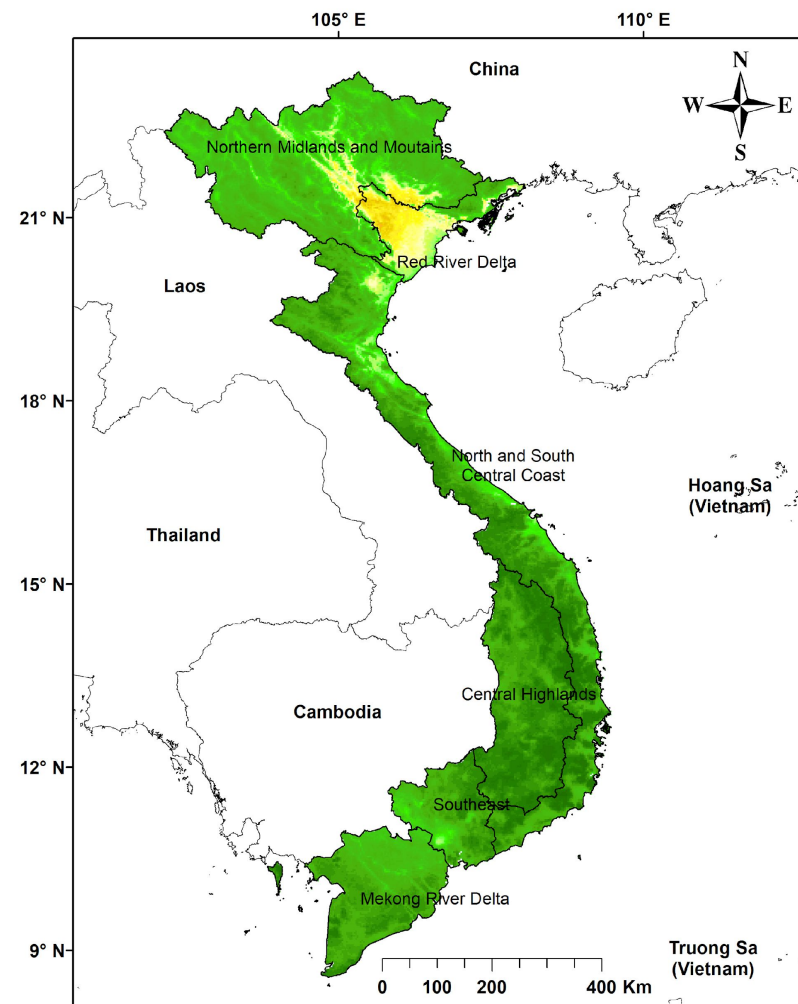 105° E
110° E
China
N
W
E
S
Northern Midlands and Moutains
21° N
Red River Delta
Laos
18° N
North and South
Central Coast
Hoang Sa
(Vietnam)
Thailand
15° N
Central Highlands
Cambodia
12° N
Southeast
Mekong River Delta
9° N
Truong Sa
(Vietnam)
0 100 200 400 Km